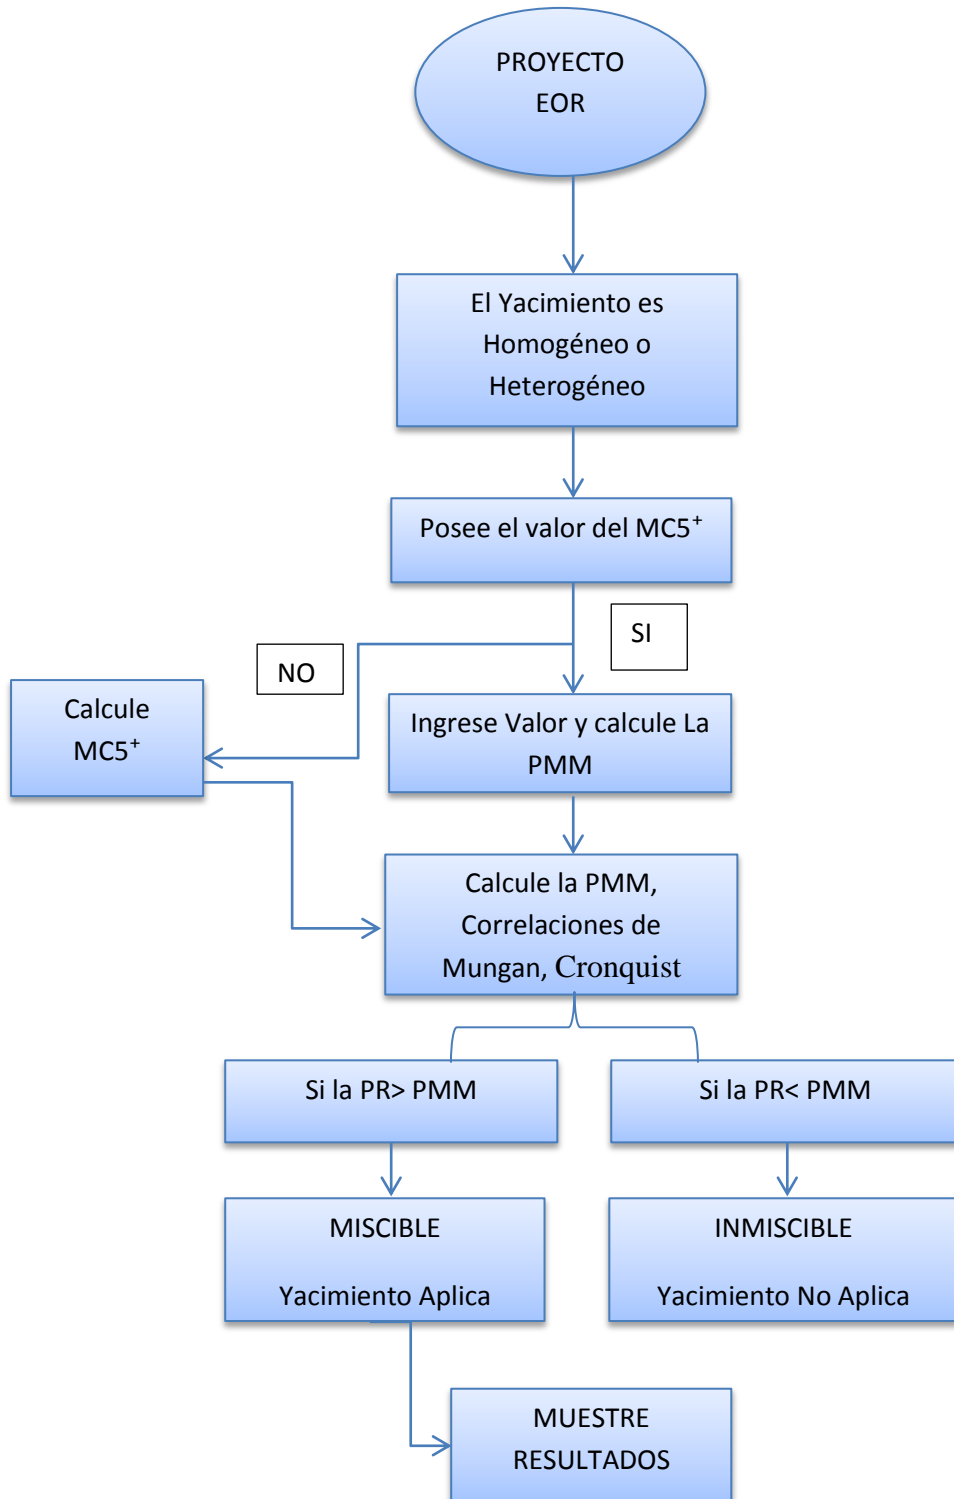 PROYECTO
EOR
El Yacimiento es
Homogéneo o
Heterogéneo
Posee el valor del MC5⁺
SI
NO
Calcule
MC5⁺
Ingrese Valor y calcule La
PMM
Calcule la PMM,
Correlaciones de
Mungan, Cronquist
Si la PR> PMM
Si la PR< PMM
MISCIBLE
Yacimiento Aplica
INMISCIBLE
Yacimiento No Aplica
MUESTRE
RESULTADOS